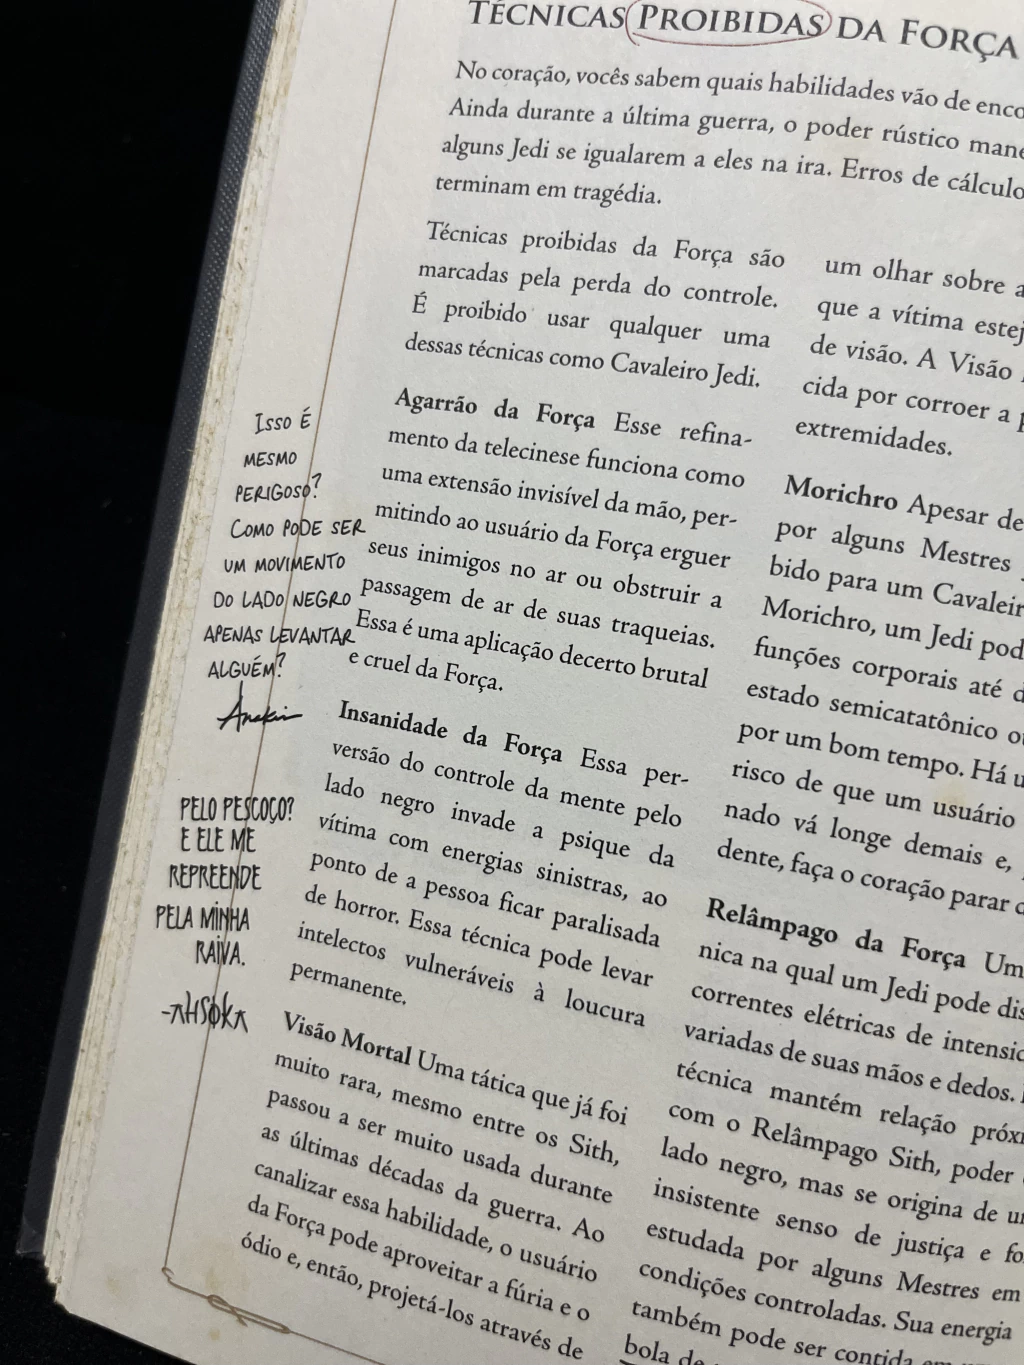 TÉCNICAS PROIBIDAS DA FORÇA
No coração, vocês sabem quais habilidades vão de
Ainda durante a última guerra, o poder rústico
alguns Jedi se igualarem a eles na ira. Erros de cálculo
terminam em tragédia.
Técnicas proibidas da Força são
marcadas pela perda do controle.
É proibido usar qualquer uma
dessas técnicas como Cavaleiro Jedi.
Agarrão da Força Esse refina-
mento da telecinese funciona como
uma extensão invisível da mão, per-
mitindo ao usuário da Força erguer
seus inimigos no ar ou obstruir a
passagem de ar de suas traqueias.
Essa é uma aplicação decerto brutal
e cruel da Força.
Insanidade da Força Essa per-
versão do controle da mente pelo
lado negro invade a psique da
vítima com energias sinistras, ao
ponto de a pessoa ficar paralisada
de horror. Essa técnica pode levar
intelectos vulneráveis à loucura
permanente.
Visão Mortal Uma tática que já foi
muito rara, mesmo entre os Sith,
passou a ser muito usada durante
as últimas décadas da guerra. Ao
canalizar essa habilidade, o usuário
da Força pode aproveitar a fúria e o
ódio e, então, projetá-los através de
um olhar sobre a
que a vítima
de visão. A Visão
cida por corroer a
extremidades.
Morichro Apesar de
por alguns Mestres
bido para um
Morichro, um Jedi
funções corporais até
estado semicatatônico
por um bom tempo. Há
risco de que um usuário
nado vá longe demais e,
dente, faça o coração parar
Relâmpago da Força
nica na qual um Jedi pode
correntes elétricas de
variadas de suas mãos e dedos.
técnica mantém relação
com o Relâmpago Sith, poder
lado negro, mas se origina de
insistente senso de justiça e
estudada por alguns Mestres em
condições controladas. Sua energia
também pode ser contida
bola de
ISSO É
MESMO
PERIGOSO?
COMO PODE SER
UM MOVIMENTO
DO LADO NEGRO
APENAS LEVANTAR
ALGUÉM?
Anakin
PELO PESCOÇO?
E ELE ME
REPREENDE
PELA MINHA
RAIVA.
-AHSOKA